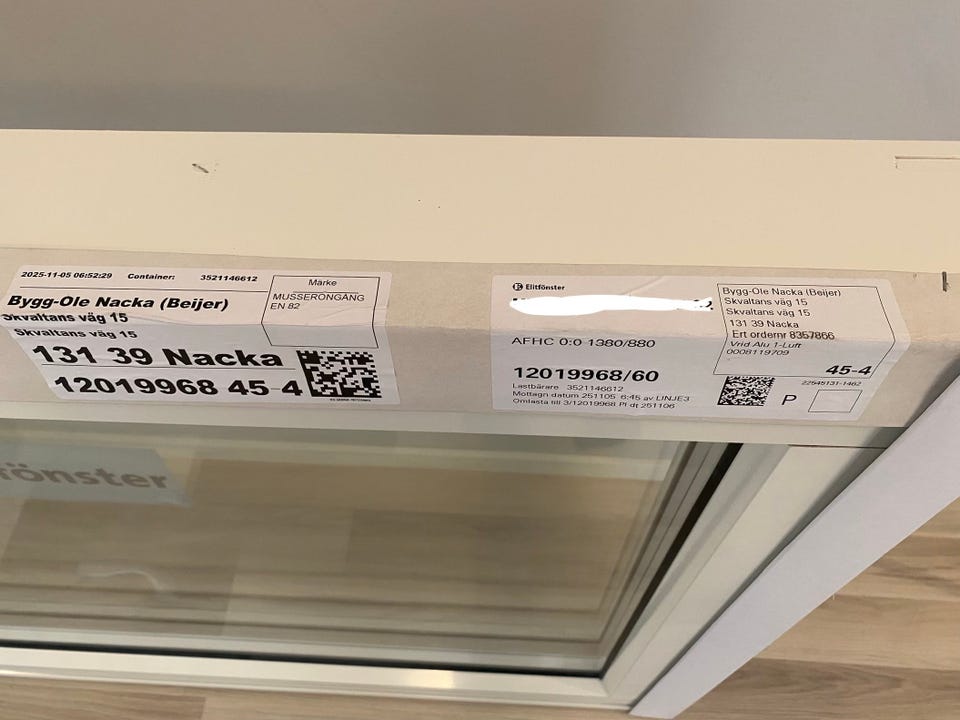 2025-11-05 06:52:29 Container: 3521146612
Bygg-Ole Nacka (Beijer)
Skvaltans väg 15
Skvaltans väg 15
131 39 Nacka
12019968 45-4
Märke
MUSSERONGÅNG
EN 82
Elitfönster
AFHC 0:0 1380/880
12019968/60
Lastbärare 3521146612
Mottagn datum 251105 6:45 av LINJE3
Omlasta till 3/12019968 Pl dt 251106
Bygg-Ole Nacka (Beijer)
Skvaltans väg 15
Skvaltans väg 15
131 39 Nacka
Ert ordernr 8357866
Vrid Alu 1-Luft
0008119709
45-4
22545131-1462
P
fönster